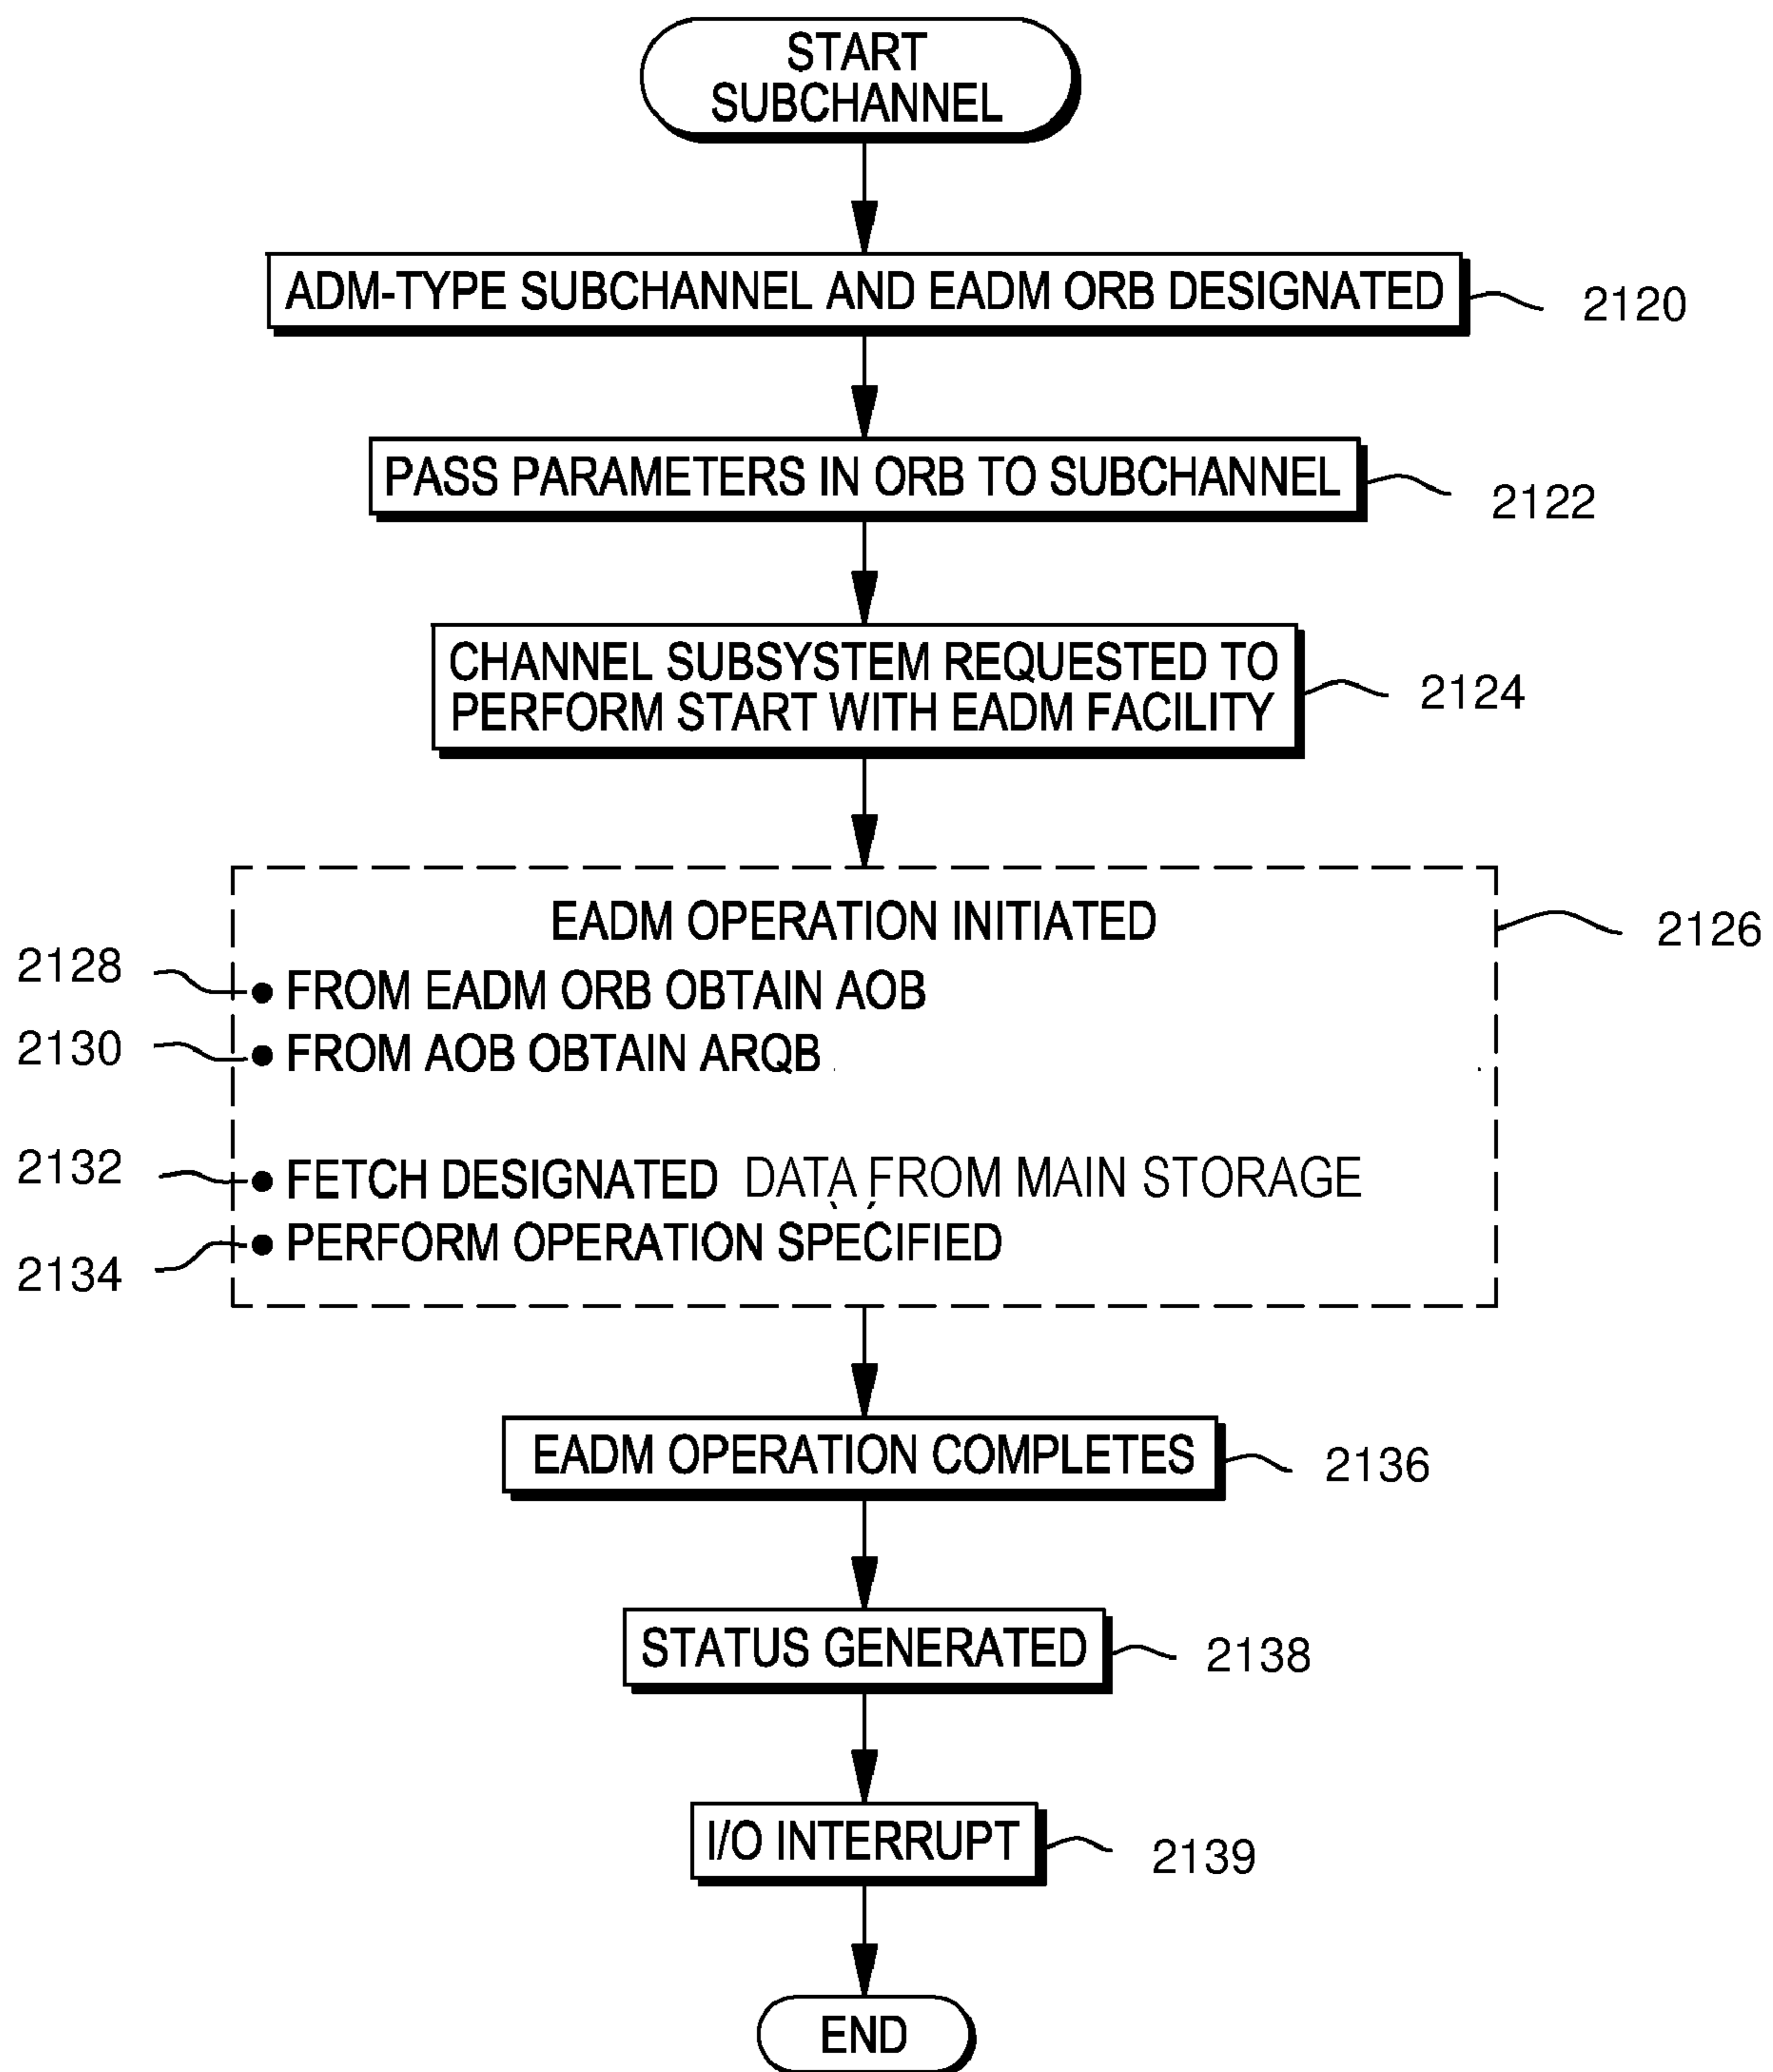 START
SUBCHANNEL
ADM-TYPE SUBCHANNEL AND EADM ORB DESIGNATED
2120
PASS PARAMETERS IN ORB TO SUBCHANNEL
2122
CHANNEL SUBSYSTEM REQUESTED TO
PERFORM START WITH EADM FACILITY
2124
EADM OPERATION INITIATED
2126
2128
• FROM EADM ORB OBTAIN AOB
2130
• FROM AOB OBTAIN ARQB
2132
• FETCH DESIGNATED DATA FROM MAIN STORAGE
2134
• PERFORM OPERATION SPECIFIED
EADM OPERATION COMPLETES
2136
STATUS GENERATED
2138
I/O INTERRUPT
2139
END